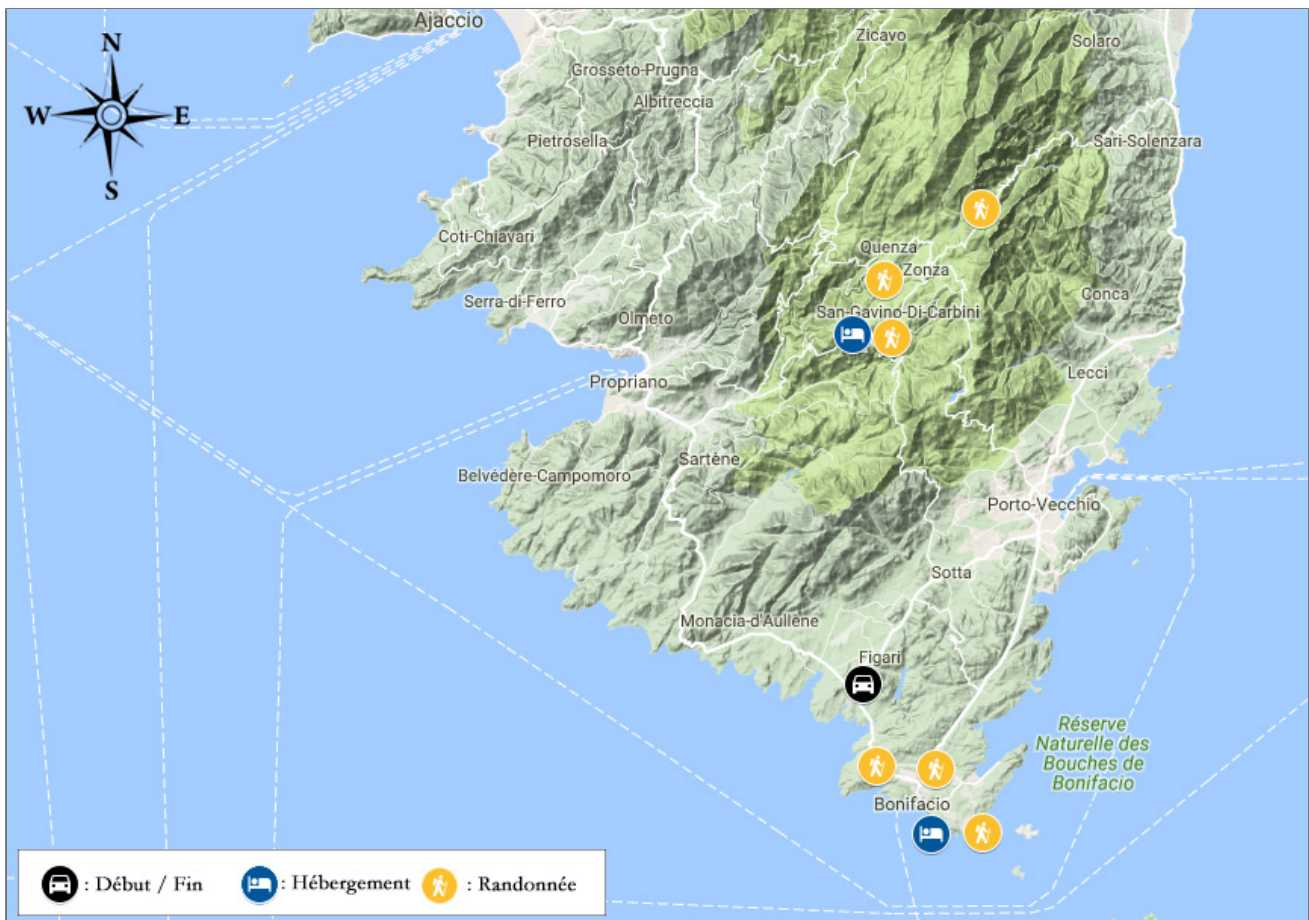 Ajaccio
Zicavo
Solaro
N
Grosseto-Prugna
Albitreccia
W
E
Pietrosella
Sari-Solenzara
S
Coti-Chiavari
Quenza
Zonza
Serra-di-Ferro
Conca
San-Gavino-Di-Carbini
Olmeto
Propriano
Lecci
Sartène
Belvédère-Campomoro
Porto-Vecchio
Sotta
Monacia-d'Aullène
Figari
Réserve
Naturelle des
Bouches de
Bonifacio
Bonifacio
: Début / Fin
: Hébergement
: Randonnée